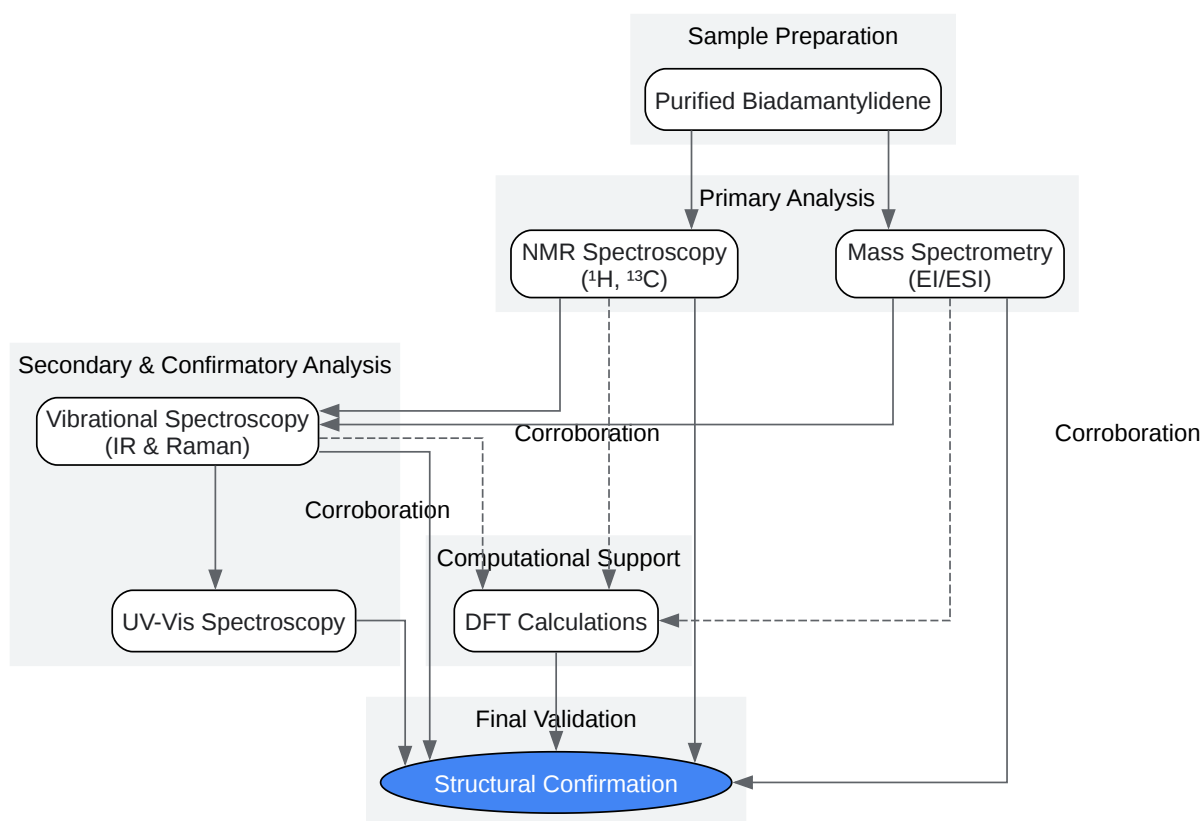 Sample Preparation
Purified Biadamantylidene
Primary Analysis
NMR Spectroscopy
(¹H, ¹³C)
Mass Spectrometry
(EI/ESI)
Secondary & Confirmatory Analysis
Vibrational Spectroscopy
(IR & Raman)
Corroboration
Corroboration
Corroboration
Computational Support
UV-Vis Spectroscopy
DFT Calculations
Final Validation
Structural Confirmation